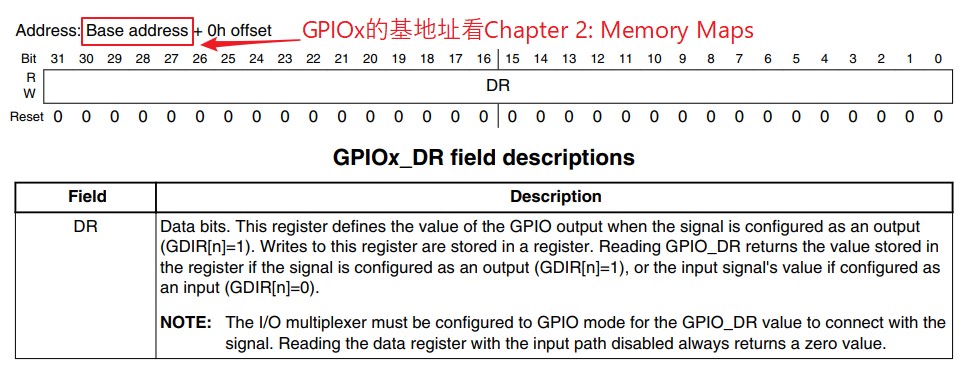 Address: Base address + 0h offset GPIOx的基地址看Chapter 2: Memory Maps
Bit 31 30 29 28 27 26 25 24 23 22 21 20 19 18 17 16 15 14 13 12 11 10 9 8 7 6 5 4 3 2 1 0
R
DR
W
Reset 0 0 0 0 0 0 0 0 0 0 0 0 0 0 0 0 0 0 0 0 0 0 0 0 0 0 0 0 0 0 0 0
GPIOx_DR field descriptions
Field Description
DR Data bits. This register defines the value of the GPIO output when the signal is configured as an output
(GDIR[n]=1). Writes to this register are stored in a register. Reading GPIO_DR returns the value stored in
the register if the signal is configured as an output (GDIR[n]=1), or the input signal's value if configured as
an input (GDIR[n]=0).
NOTE: The I/O multiplexer must be configured to GPIO mode for the GPIO_DR value to connect with the
signal. Reading the data register with the input path disabled always returns a zero value.